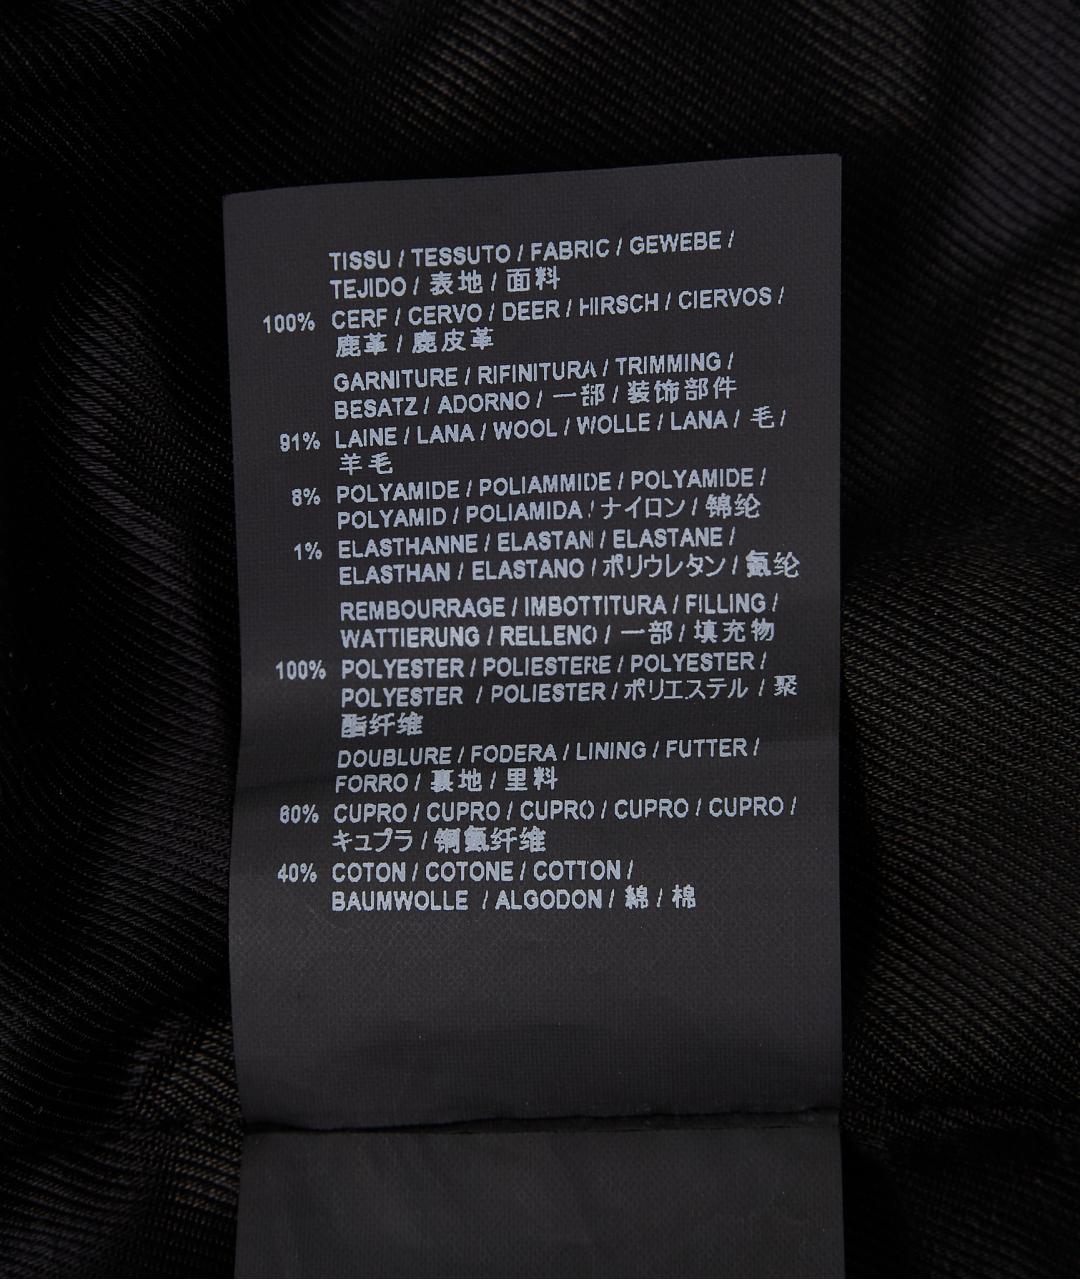 TISSU / TESSUTO / FABRIC / GEWEBE /
TEJIDO / 表地 / 面料
100% CERF / CERVO / DEER / HIRSCH / CIERVOS /
鹿革 / 鹿皮革
GARNITURE / RIFINITURA / TRIMMING /
BESATZ / ADORNO / 一部 / 装饰部件
91% LAINE / LANA / WOOL / WOLLE / LANA / 毛 /
羊毛
8% POLYAMIDE / POLIAMMIDE / POLYAMIDE /
POLYAMID / POLIAMIDA / ナイロン / 锦纶
1% ELASTHANNE / ELASTAN / ELASTANE /
ELASTHAN / ELASTANO / ポリウレタン / 氨纶
REMBOURRAGE / IMBOTTITURA / FILLING /
WATTIERUNG / RELLENO / 一部 / 填充物
100% POLYESTER / POLIESTERE / POLYESTER /
POLYESTER / POLIESTER / ポリエステル / 聚
酯纤维
DOUBLURE / FODERA / LINING / FUTTER /
FORRO / 裏地 / 里料
60% CUPRO / CUPRO / CUPRO / CUPRO / CUPRO /
キュプラ / 铜氨纤维
40% COTON / COTONE / COTTON /
BAUMWOLLE / ALGODON / 綿 / 棉